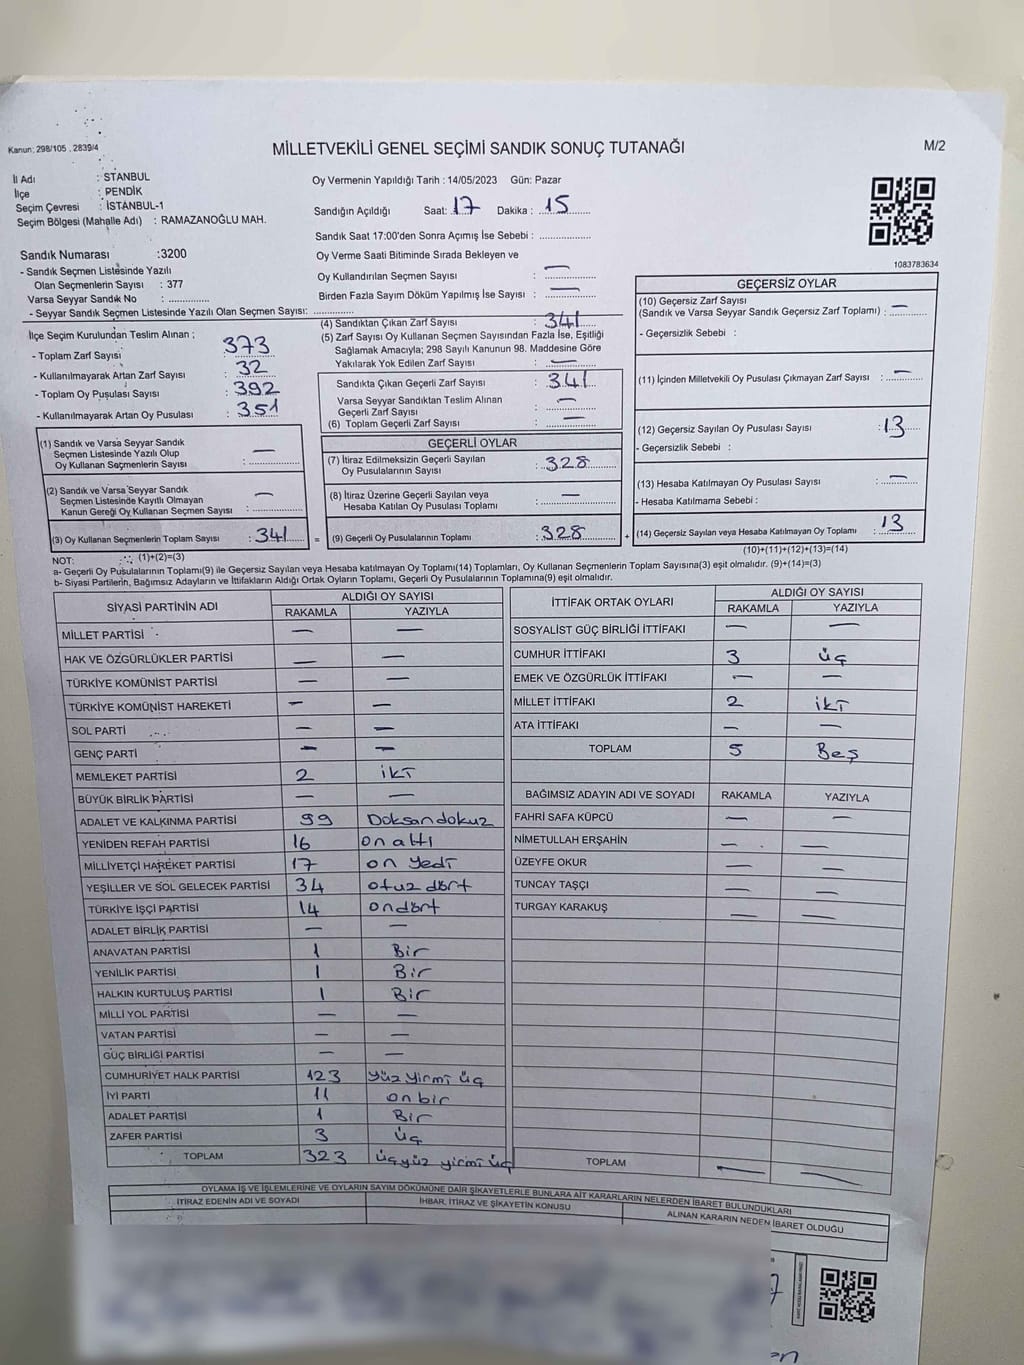 Kanun: 298/105 , 2839/4
MİLLETVEKİLİ GENEL SEÇİMİ SANDIK SONUÇ TUTANAĞI
M/2
İl Adı : STANBUL
İlçe : PENDİK
Seçim Çevresi : İSTANBUL-1
Seçim Bölgesi (Mahalle Adı) : RAMAZANOĞLU MAH.
Oy Vermenin Yapıldığı Tarih : 14/05/2023 Gün: Pazar
Sandığın Açıldığı Saat: 17 Dakika : 15
Sandık Saat 17:00'den Sonra Açımış İse Sebebi : ..................
Oy Verme Saati Bitiminde Sırada Bekleyen ve
Oy Kullandırılan Seçmen Sayısı : —
Birden Fazla Sayım Döküm Yapılmış İse Sayısı : —
1083783634
Sandık Numarası :3200
- Sandık Seçmen Listesinde Yazılı
Olan Seçmenlerin Sayısı : 377
Varsa Seyyar Sandık No : ...............
- Seyyar Sandık Seçmen Listesinde Yazılı Olan Seçmen Sayısı: ...............
İlçe Seçim Kurulundan Teslim Alınan :
- Toplam Zarf Sayısı : 373
- Kullanılmayarak Artan Zarf Sayısı : 32
- Toplam Oy Pusulası Sayısı : 392
- Kullanılmayarak Artan Oy Pusulası : 351
(1) Sandık ve Varsa Seyyar Sandık
Seçmen Listesinde Yazılı Olup
Oy Kullanan Seçmenlerin Sayısı : —
(2) Sandık ve Varsa Seyyar Sandık
Seçmen Listesinde Kayıtlı Olmayan
Kanun Gereği Oy Kullanan Seçmen Sayısı : —
(3) Oy Kullanan Seçmenlerin Toplam Sayısı : 341 =
(4) Sandıktan Çıkan Zarf Sayısı : 341
(5) Zarf Sayısı Oy Kullanan Seçmen Sayısından Fazla İse, Eşitliği
Sağlamak Amacıyla; 298 Sayılı Kanunun 98. Maddesine Göre
Yakılarak Yok Edilen Zarf Sayısı : —
Sandıkta Çıkan Geçerli Zarf Sayısı : 341
Varsa Seyyar Sandıktan Teslim Alınan
Geçerli Zarf Sayısı : —
(6) Toplam Geçerli Zarf Sayısı : —
GEÇERLİ OYLAR
(7) İtiraz Edilmeksizin Geçerli Sayılan
Oy Pusulalarının Sayısı : 328
(8) İtiraz Üzerine Geçerli Sayılan veya
Hesaba Katılan Oy Pusulası Toplamı : —
(9) Geçerli Oy Pusulalarının Toplamı : 328 +
GEÇERSİZ OYLAR
(10) Geçersiz Zarf Sayısı
(Sandık ve Varsa Seyyar Sandık Geçersiz Zarf Toplamı) : —
- Geçersizlik Sebebi :
(11) İçinden Milletvekili Oy Pusulası Çıkmayan Zarf Sayısı : —
(12) Geçersiz Sayılan Oy Pusulası Sayısı : 13
- Geçersizlik Sebebi :
(13) Hesaba Katılmayan Oy Pusulası Sayısı : —
- Hesaba Katılmama Sebebi :
(14) Geçersiz Sayılan veya Hesaba Katılmayan Oy Toplamı : 13
NOT: (1)+(2)=(3)
(10)+(11)+(12)+(13)=(14)
a- Geçerli Oy Pusulalarının Toplamı(9) ile Geçersiz Sayılan veya Hesaba katılmayan Oy Toplamı(14) Toplamları, Oy Kullanan Seçmenlerin Toplam Sayısına(3) eşit olmalıdır. (9)+(14)=(3)
b- Siyasi Partilerin, Bağımsız Adayların ve İttifakların Aldığı Ortak Oyların Toplamı, Geçerli Oy Pusulalarının Toplamına(9) eşit olmalıdır.
SİYASİ PARTİNİN ADI ALDIĞI OY SAYISI
RAKAMLA YAZIYLA
MİLLET PARTİSİ — —
HAK VE ÖZGÜRLÜKLER PARTİSİ — —
TÜRKİYE KOMÜNİST PARTİSİ — —
TÜRKİYE KOMÜNİST HAREKETİ — —
SOL PARTİ — —
GENÇ PARTİ — —
MEMLEKET PARTİSİ 2 iki
BÜYÜK BİRLİK PARTİSİ — —
ADALET VE KALKINMA PARTİSİ 99 Doksandokuz
YENİDEN REFAH PARTİSİ 16 on altı
MİLLİYETÇİ HAREKET PARTİSİ 17 on yedi
YEŞİLLER VE SOL GELECEK PARTİSİ 34 otuz dört
TÜRKİYE İŞÇİ PARTİSİ 14 ondört
ADALET BİRLİK PARTİSİ — —
ANAVATAN PARTİSİ 1 Bir
YENİLİK PARTİSİ 1 Bir
HALKIN KURTULUŞ PARTİSİ 1 Bir
MİLLİ YOL PARTİSİ — —
VATAN PARTİSİ — —
GÜÇ BİRLİĞİ PARTİSİ — —
CUMHURİYET HALK PARTİSİ 123 yüz yirmi üç
İYİ PARTİ 11 onbir
ADALET PARTİSİ 1 Bir
ZAFER PARTİSİ 3 üç
TOPLAM 323 üçyüz yirmi üç
İTTİFAK ORTAK OYLARI ALDIĞI OY SAYISI
RAKAMLA YAZIYLA
SOSYALİST GÜÇ BİRLİĞİ İTTİFAKI — —
CUMHUR İTTİFAKI 3 üç
EMEK VE ÖZGÜRLÜK İTTİFAKI — —
MİLLET İTTİFAKI 2 iki
ATA İTTİFAKI — —
TOPLAM 5 Beş
BAĞIMSIZ ADAYIN ADI VE SOYADI RAKAMLA YAZIYLA
FAHRİ SAFA KÜPCÜ — —
NİMETULLAH ERŞAHİN — —
ÜZEYFE OKUR — —
TUNCAY TAŞÇI — —
TURGAY KARAKUŞ — —
TOPLAM — —
OYLAMA İŞ VE İŞLEMLERİNE VE OYLARIN SAYIM DÖKÜMÜNE DAİR ŞİKAYETLERLE BUNLARA AİT KARARLARIN NELERDEN İBARET BULUNDUKLARI
İTİRAZ EDENİN ADI VE SOYADI İHBAR, İTİRAZ VE ŞİKAYETİN KONUSU ALINAN KARARIN NEDEN İBARET OLDUĞU